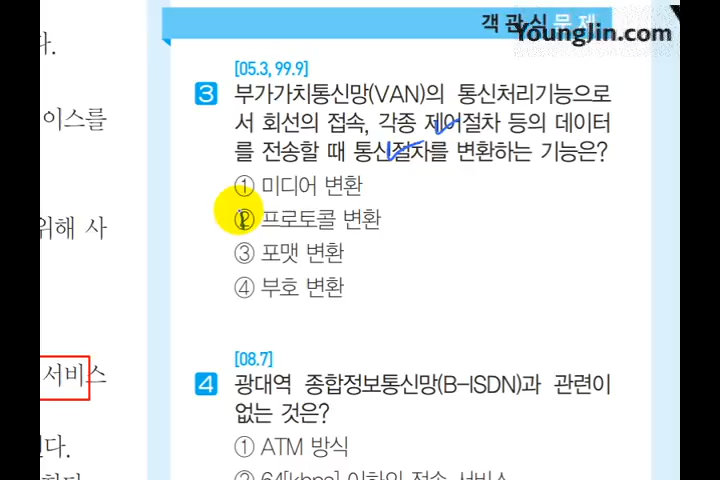 객관식 문제
YoungJin.com
다.
이스를
위해 사
서비스
다.
[05.3, 99.9]
3 부가가치통신망(VAN)의 통신처리기능으로
서 회선의 접속, 각종 제어절차 등의 데이터
를 전송할 때 통신절차를 변환하는 기능은?
① 미디어 변환
② 프로토콜 변환
③ 포맷 변환
④ 부호 변환
[08.7]
4 광대역 종합정보통신망(B-ISDN)과 관련이
없는 것은?
① ATM 방식